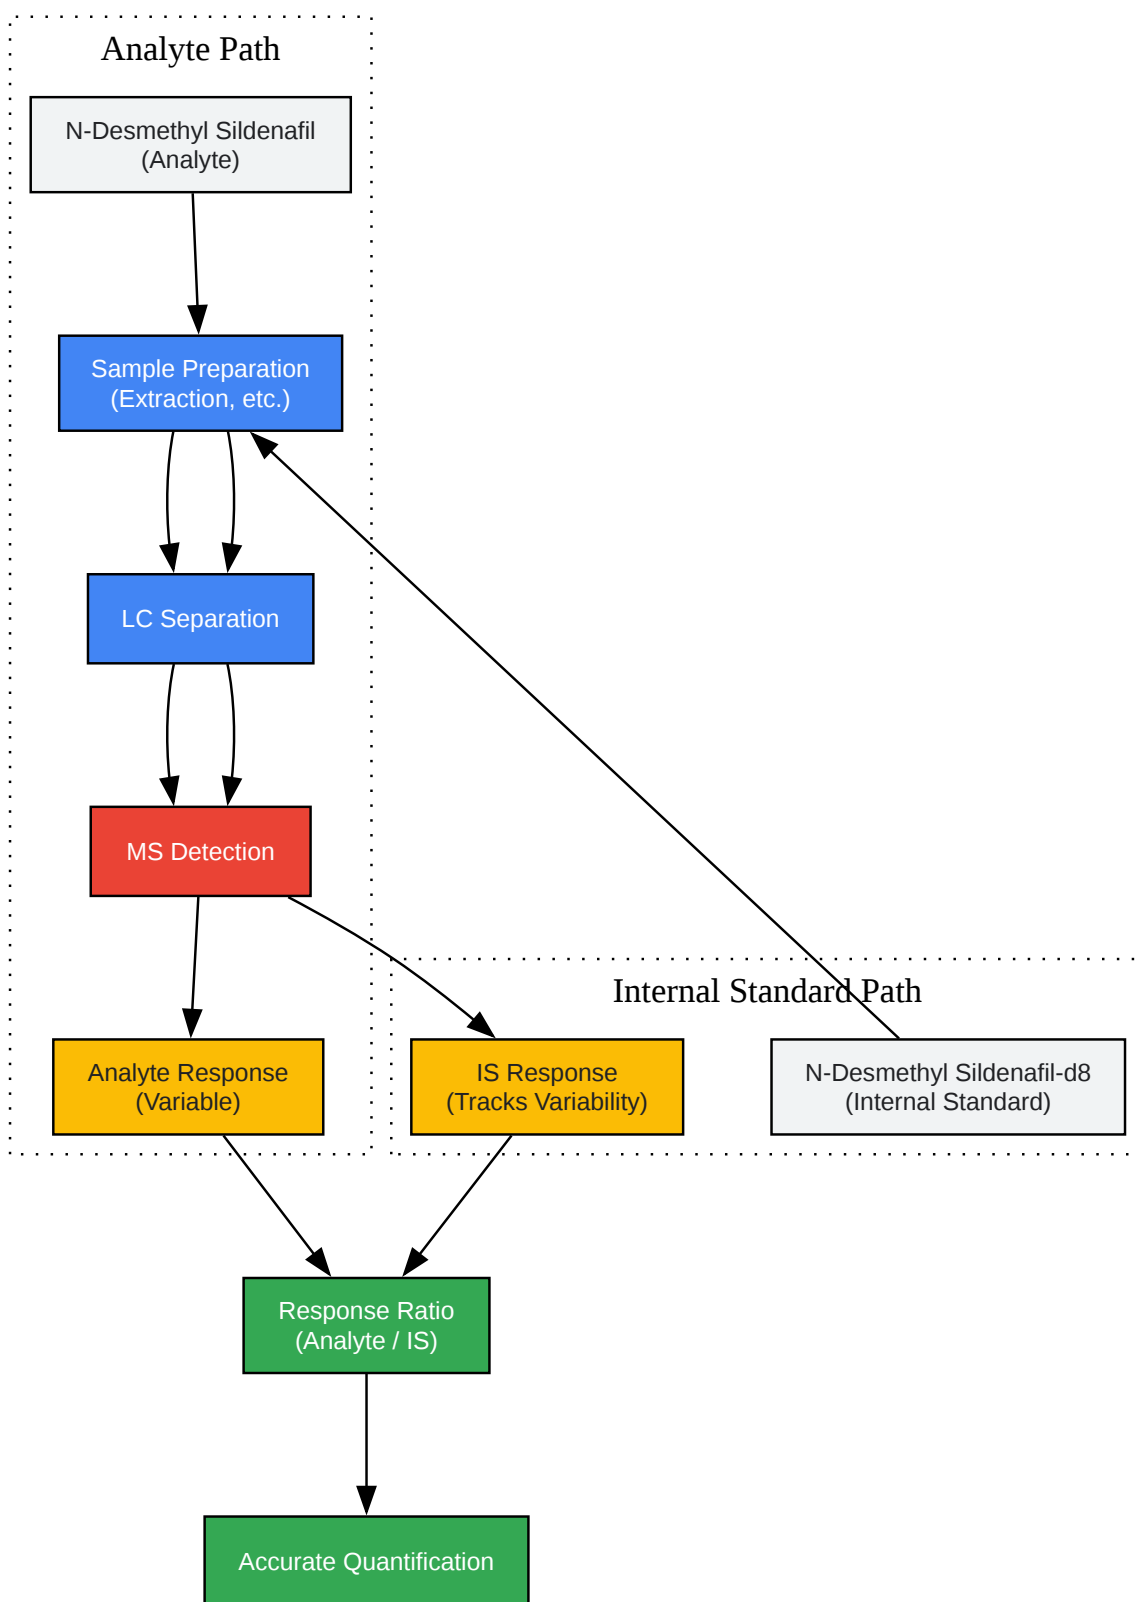 Analyte Path
N-Desmethyl Sildenafil
(Analyte)
Sample Preparation
(Extraction, etc.)
LC Separation
MS Detection
Internal Standard Path
Analyte Response
(Variable)
IS Response
(Tracks Variability)
N-Desmethyl Sildenafil-d8
(Internal Standard)
Response Ratio
(Analyte / IS)
Accurate Quantification